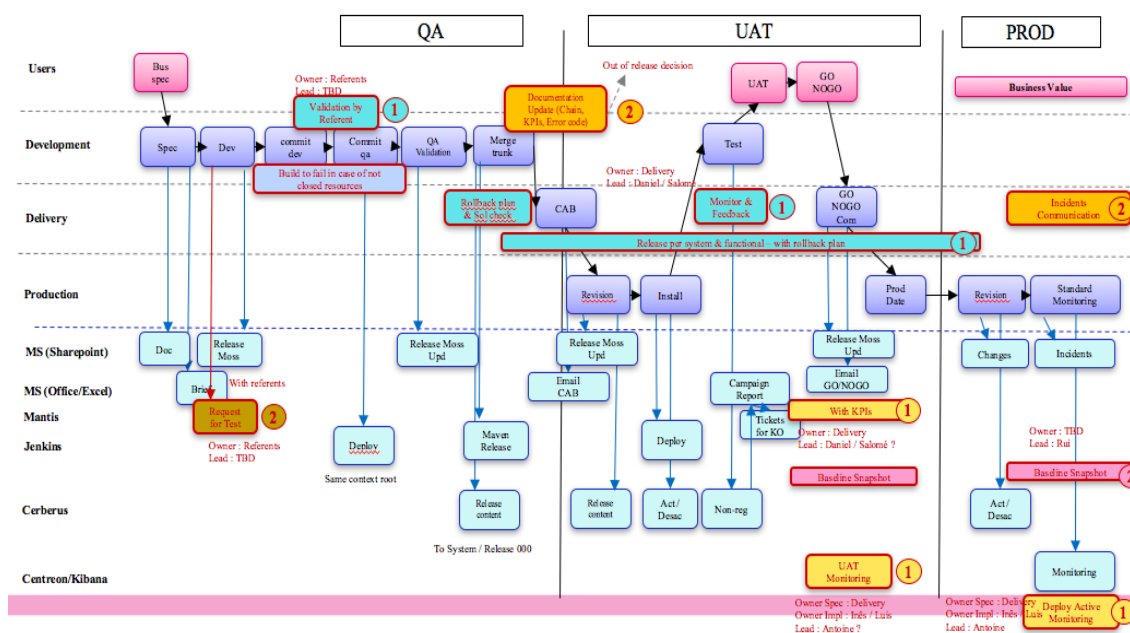 QA
UAT
PROD
Users
Bus
spec
Owner : Referents
Lead : TBD
Out of release decision
UAT
GO
NOGO
Business Value
Validation by
Referent
1
Documentation
Update (Chain,
KPIs, Error code)
2
Development
Spec
Dev
commit
dev
Commit
qa
QA
Validation
Merge
trunk
Test
Build to fail in case of not
closed resources
Owner : Delivery
Lead : Daniel / Salomé
Delivery
Rollback plan
& Sql check
CAB
Monitor &
Feedback
1
GO
NOGO
Com
Incidents
Communication
2
Release per system & functional – with rollback plan
1
Production
Revision
Install
Prod
Date
Revision
Standard
Monitoring
MS (Sharepoint)
Doc
Release
Moss
Release Moss
Upd
Release Moss
Upd
Release Moss
Upd
Changes
Incidents
MS (Office/Excel)
Brief
With referents
Email
CAB
Campaign
Report
Email
GO/NOGO
Mantis
Request
for Test
2
With KPIs
1
Tickets
for KO
Jenkins
Owner : Referents
Lead : TBD
Deploy
Maven
Release
Deploy
Owner : Delivery
Lead : Daniel / Salomé ?
Owner : TBD
Lead : Rui
Same context root
Baseline Snapshot
Baseline Snapshot
2
Cerberus
Release
content
Release
content
Act /
Desac
Non-reg
Act /
Desac
To System / Release 000
Centreon/Kibana
UAT
Monitoring
1
Monitoring
Owner Spec : Delivery
Owner Impl : Inês / Luis
Lead : Antoine ?
Owner Spec : Delivery
Owner Impl : Inês / Luis
Lead : Antoine
Deploy Active
Monitoring
1